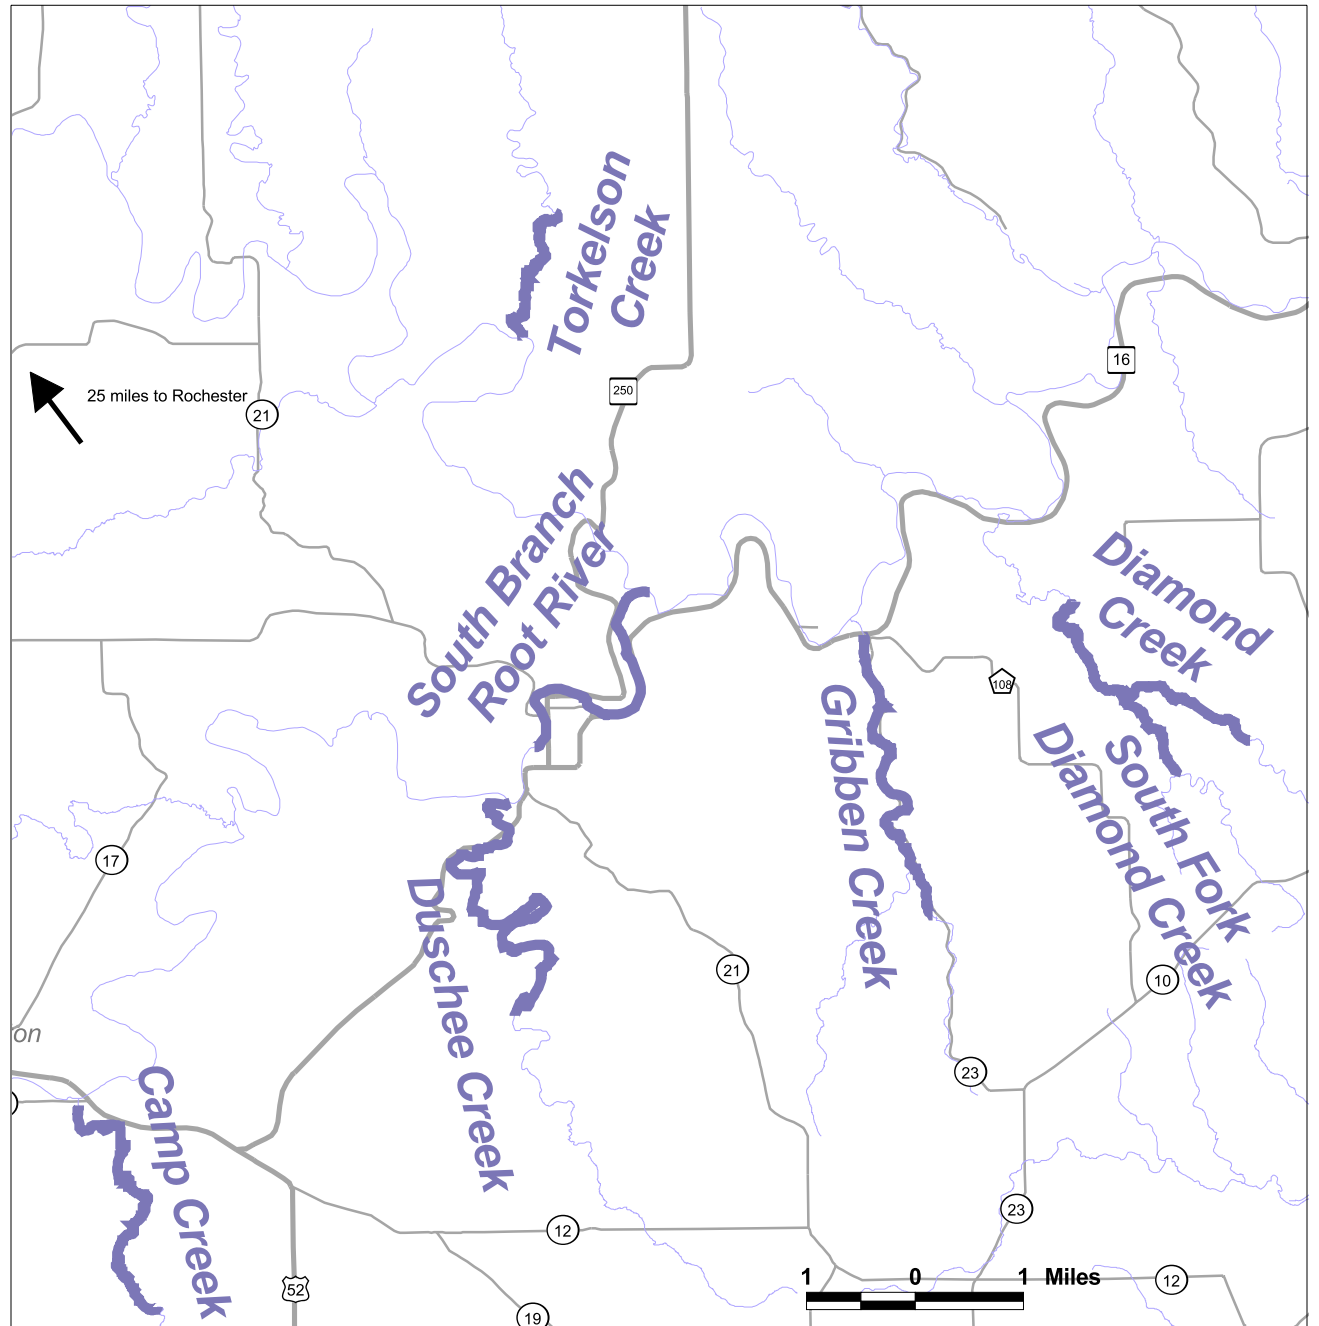 Torkelson
Creek
16
250
25 miles to Rochester
21
South Branch
Root River
Diamond
Creek
108
Gribben Creek
South Fork
Diamond Creek
17
Duschee Creek
21
10
on
23
Camp Creek
23
12
1 0 1 Miles
12
52
19